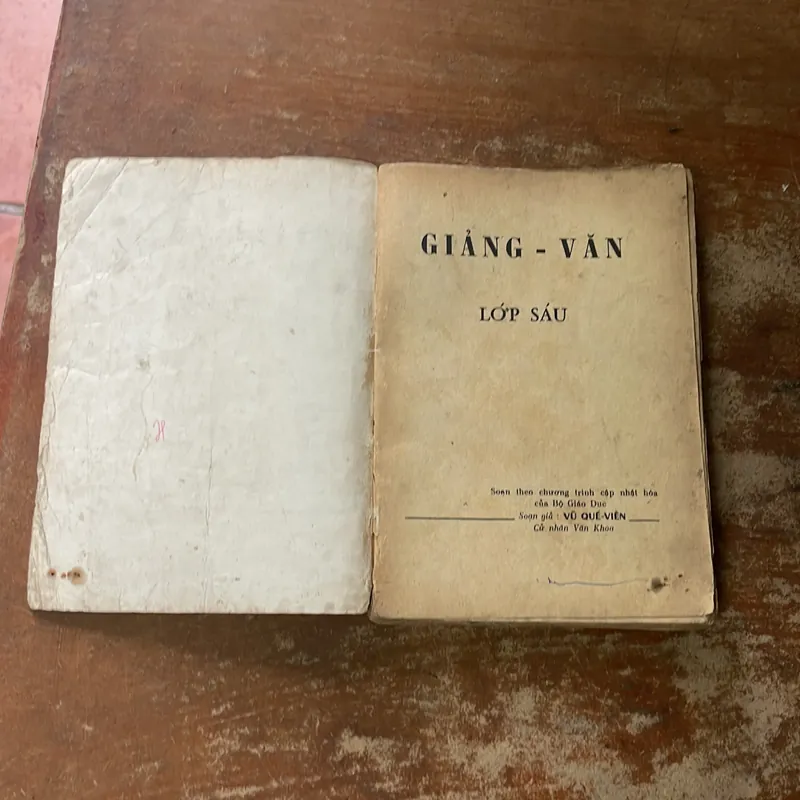 GIẢNG - VĂN
LỚP SÁU
Soạn theo chương trình cập nhật hóa
của Bộ Giáo Dục
Soạn giả : VŨ QUẾ-VIÊN
Cử nhân Văn Khoa